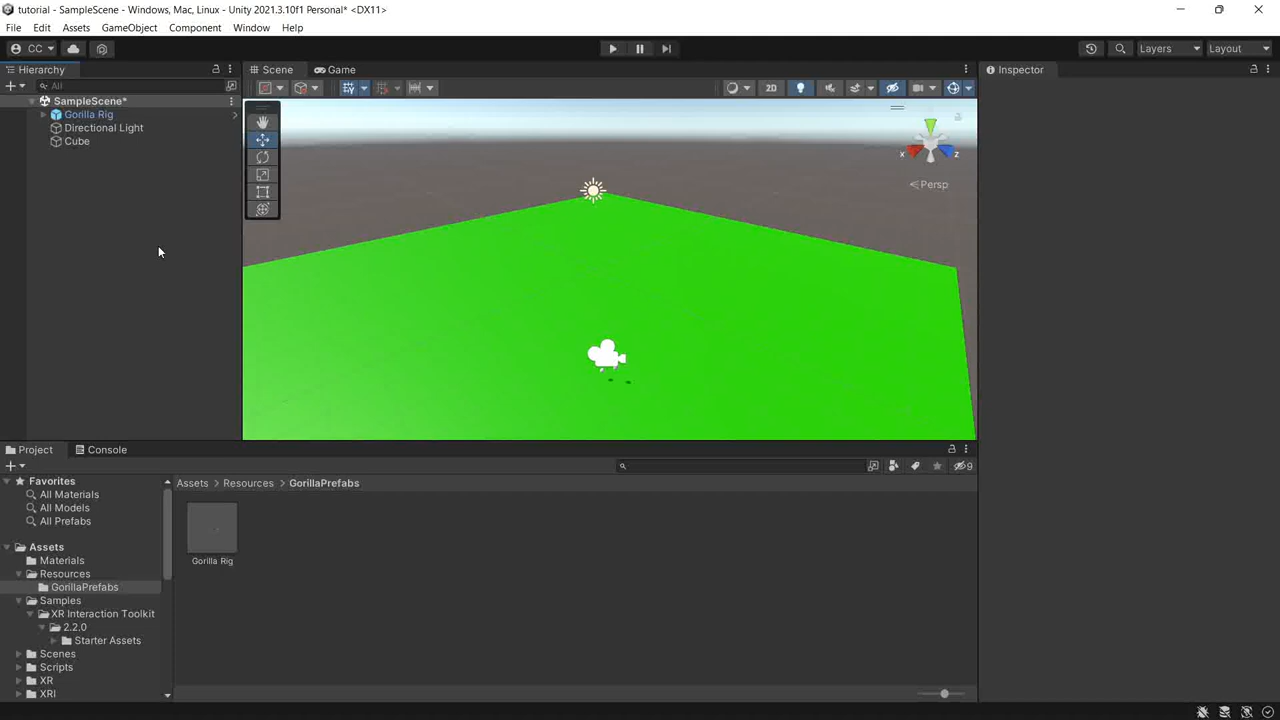 tutorial - SampleScene - Windows, Mac, Linux - Unity 2021.3.10f1 Personal* <DX11>
File Edit Assets GameObject Component Window Help
CC Layers Layout
Hierarchy
All
SampleScene*
Gorilla Rig
Directional Light
Cube
Scene Game
2D
x z
Persp
Inspector
Project Console
9
Favorites
All Materials
All Models
All Prefabs
Assets
Materials
Resources
GorillaPrefabs
Samples
XR Interaction Toolkit
2.2.0
Starter Assets
Scenes
Scripts
XR
XRI
Assets > Resources > GorillaPrefabs
Gorilla Rig